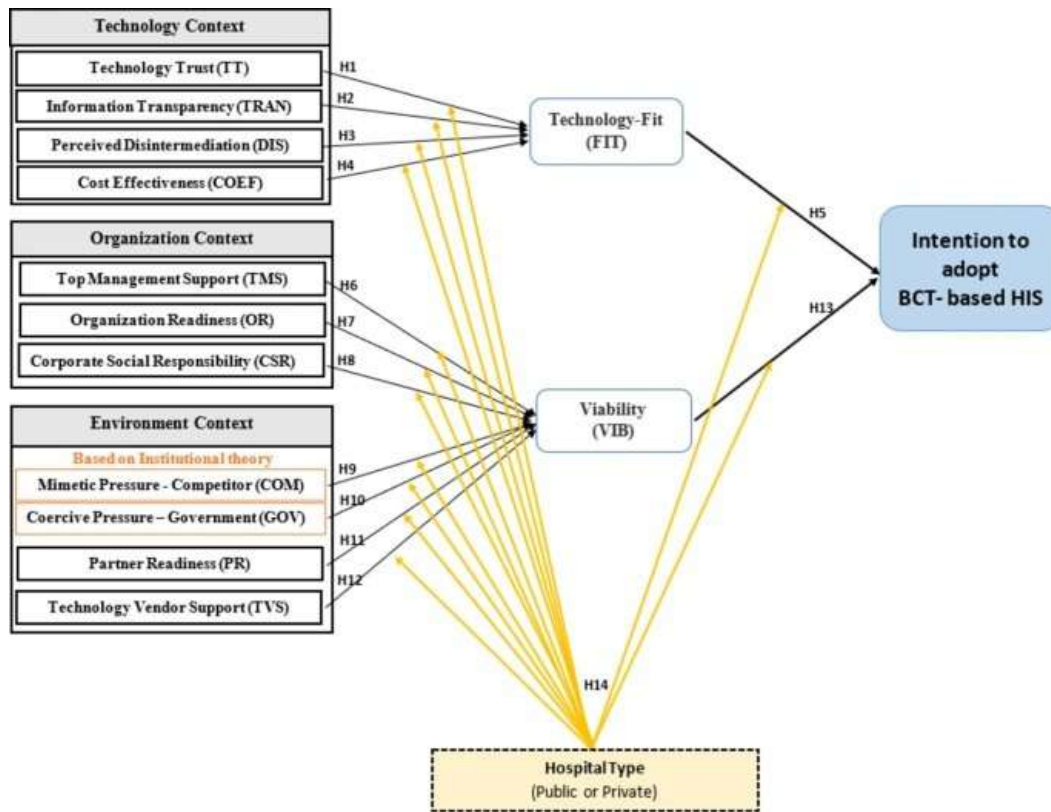 Technology Context
Technology Trust (TT)
Information Transparency (TRAN)
Perceived Disintermediation (DIS)
Cost Effectiveness (COEF)
H1
H2
H3
H4
Technology-Fit
(FIT)
H5
Organization Context
Top Management Support (TMS)
Organization Readiness (OR)
Corporate Social Responsibility (CSR)
H6
H7
H8
Intention to
adopt
BCT- based HIS
H13
Viability
(VIB)
Environment Context
Based on Institutional theory
Mimetic Pressure - Competitor (COM)
Coercive Pressure – Government (GOV)
Partner Readiness (PR)
Technology Vendor Support (TVS)
H9
H10
H11
H12
H14
Hospital Type
(Public or Private)